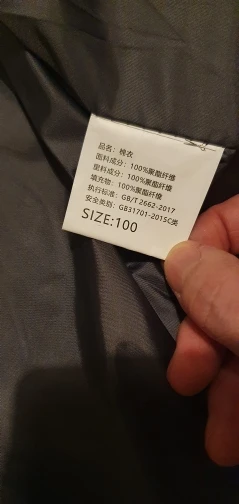 品名：棉衣
面料成分：100%聚酯纤维
里料成分：100%聚酯纤维
填充物：100%聚酯纤维
执行标准：GB/T 2662-2017
安全类别：GB31701-2015C类
SIZE:100